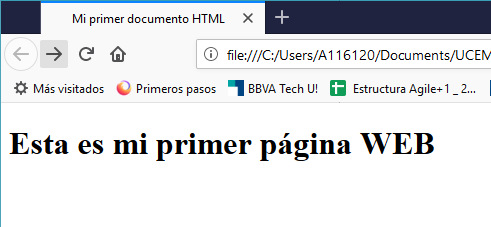 Mi primer documento HTML
file:///C:/Users/A116120/Documents/UCEM
Más visitados Primeros pasos BBVA Tech U! Estructura Agile+1 _ 2...
Esta es mi primer página WEB